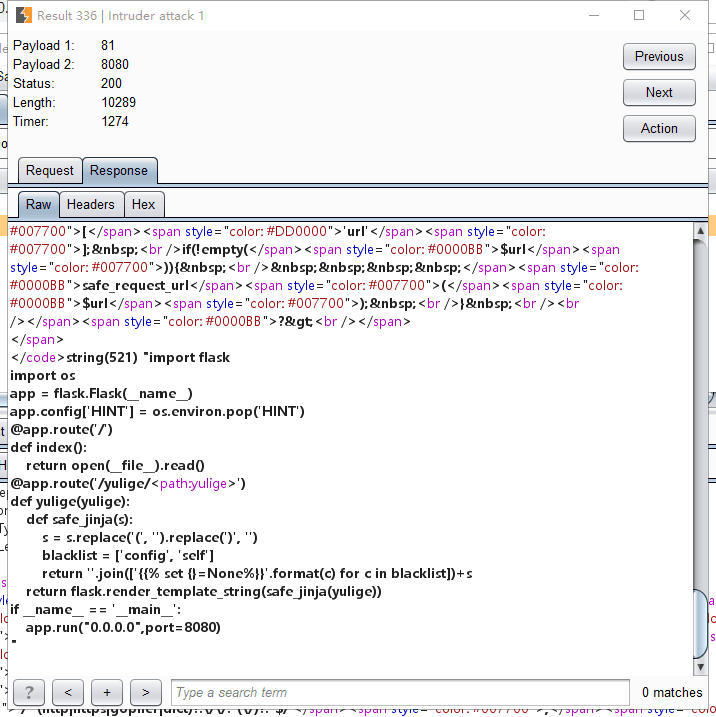 Result 336 | Intruder attack 1
Payload 1: 81
Payload 2: 8080
Status: 200
Length: 10289
Timer: 1274
Previous
Next
Action
Request Response
Raw Headers Hex
#007700">[</span><span style="color: #DD0000">'url'</span><span style="color:
#007700">];&nbsp;<br />if(!empty(</span><span style="color: #0000BB">$url</span><span
style="color: #007700">)){&nbsp;<br />&nbsp;&nbsp;&nbsp;&nbsp;</span><span style="color:
#0000BB">safe_request_url</span><span style="color: #007700">(</span><span style="color:
#0000BB">$url</span><span style="color: #007700">);&nbsp;<br />}&nbsp;<br /><br
/></span><span style="color: #0000BB">?&gt;<br /></span>
</span>
</code>string(521) "import flask
import os
app = flask.Flask(__name__)
app.config['HINT'] = os.environ.pop('HINT')
@app.route('/')
def index():
    return open(__file__).read()
@app.route('/yulige/<path:yulige>')
def yulige(yulige):
    def safe_jinja(s):
        s = s.replace('(', '').replace(')', '')
        blacklist = ['config', 'self']
        return ''.join(['{{% set {}=None%}}'.format(c) for c in blacklist])+s
    return flask.render_template_string(safe_jinja(yulige))
if __name__ == '__main__':
    app.run("0.0.0.0",port=8080)
"
? < + > Type a search term 0 matches